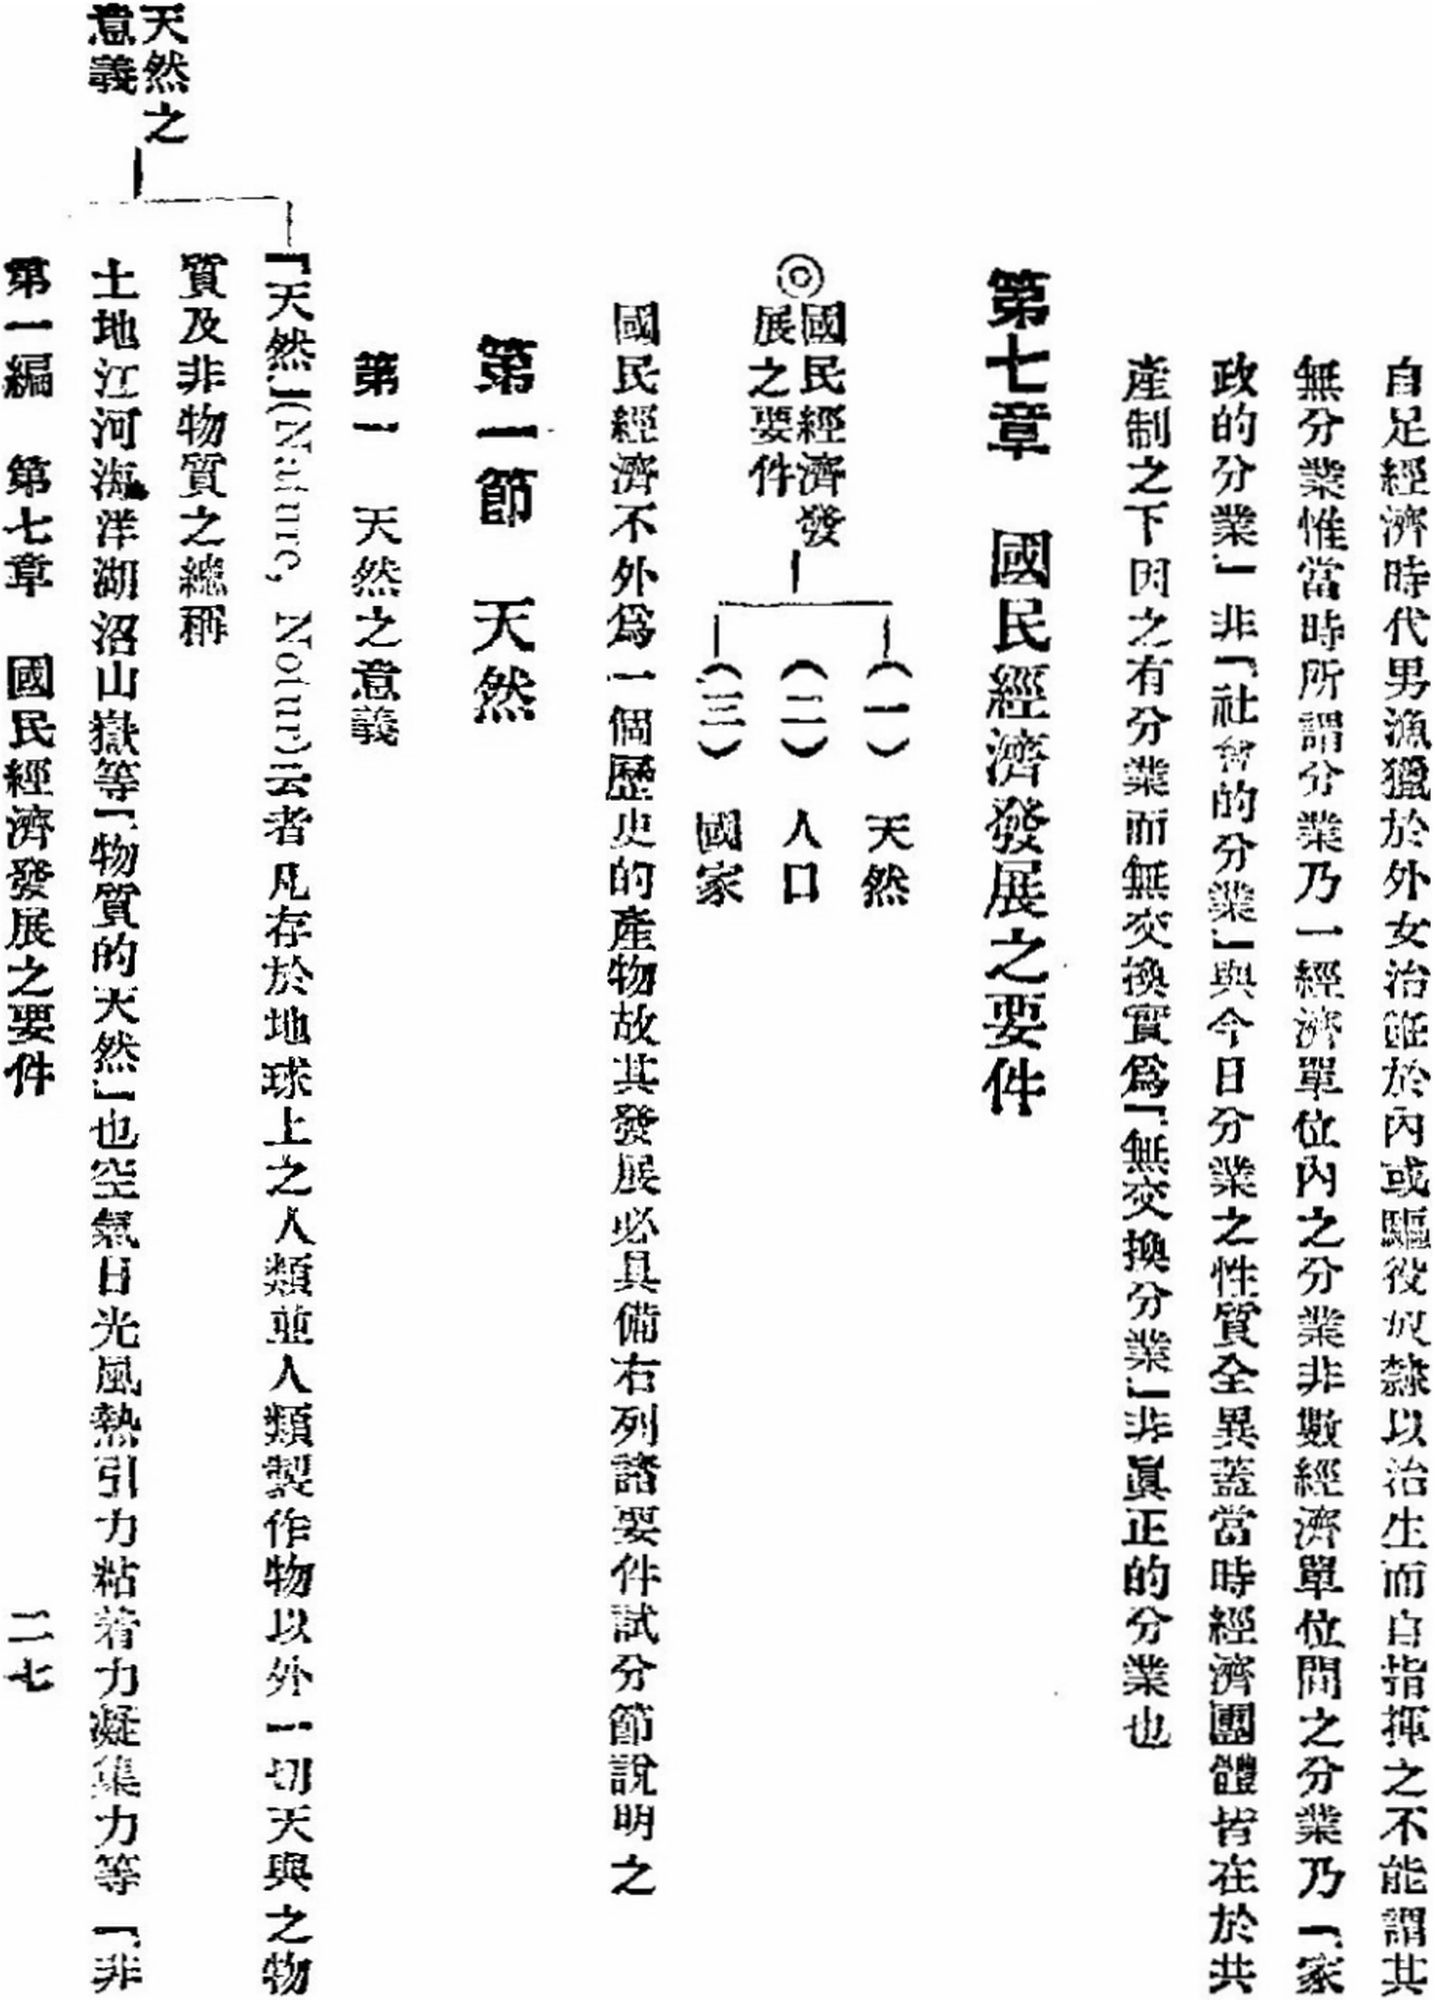 自足經濟時代男漁獵於外女治紝於內或驅役奴隸以治生而自指揮之不能謂其
無分業惟當時所謂分業乃一經濟單位內之分業非數經濟單位間之分業乃「家
政的分業」非「社會的分業」與今日分業之性質全異蓋當時經濟團體皆在於共
產制之下因之有分業而無交換實爲「無交換分業」非眞正的分業也
第七章 國民經濟發展之要件
◎國民經濟發
展之要件
(一) 天然
(二) 人口
(三) 國家
國民經濟不外爲一個歷史的產物故其發展必具備右列諸要件試分節說明之
第一節 天然
第一 天然之意義
天然之
意義
「天然」(Nature, Natur)云者凡存於地球上之人類並人類製作物以外一切天與之物
質及非物質之總稱
土地江河海洋湖沼山嶽等「物質的天然」也空氣日光風熱引力粘着力凝集力等「非
第一編 第七章 國民經濟發展之要件 二七